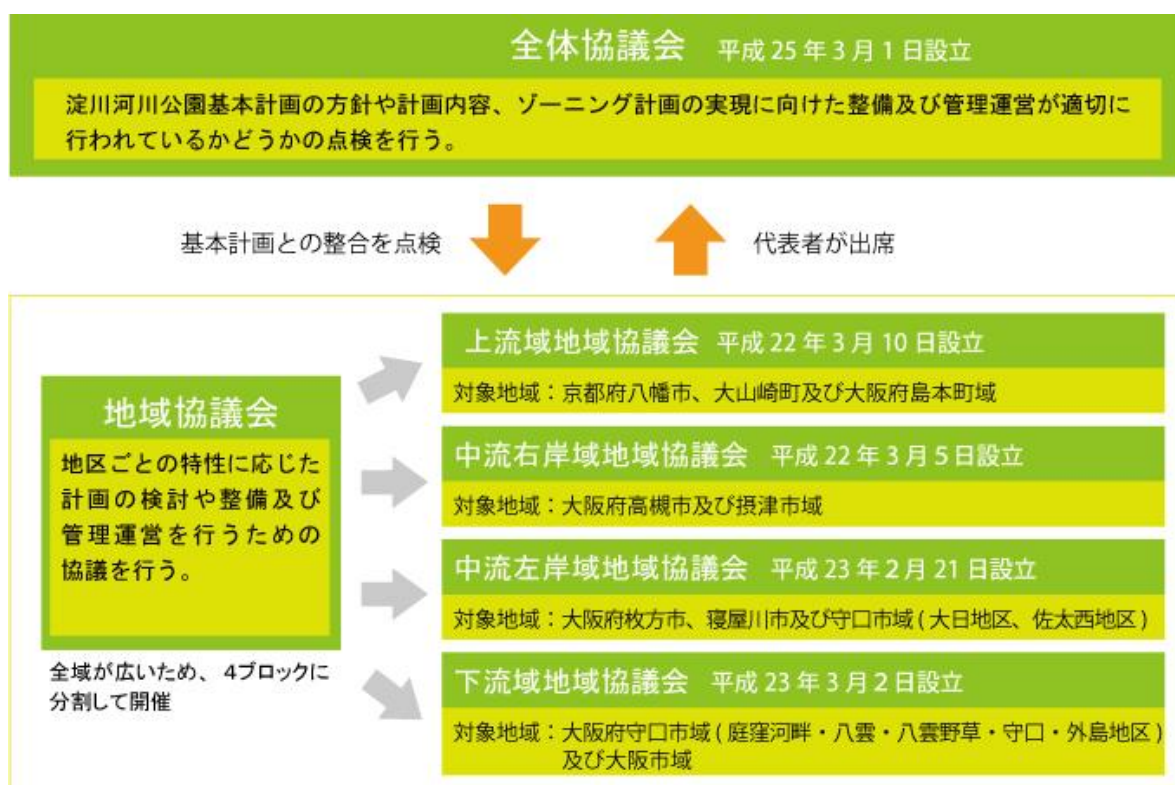 全体協議会 平成25年3月1日設立
淀川河川公園基本計画の方針や計画内容、ゾーニング計画の実現に向けた整備及び管理運営が適切に
行われているかどうかの点検を行う。
基本計画との整合を点検
代表者が出席
地域協議会
地区ごとの特性に応じた
計画の検討や整備及び
管理運営を行うための
協議を行う。
全域が広いため、4ブロックに
分割して開催
上流域地域協議会 平成22年3月10日設立
対象地域：京都府八幡市、大山崎町及び大阪府島本町域
中流右岸域地域協議会 平成22年3月5日設立
対象地域：大阪府高槻市及び摂津市域
中流左岸域地域協議会 平成23年2月21日設立
対象地域：大阪府枚方市、寝屋川市及び守口市域(大日地区、佐太西地区)
下流域地域協議会 平成23年3月2日設立
対象地域：大阪府守口市域(庭窪河畔・八雲・八雲野草・守口・外島地区)
及び大阪市域